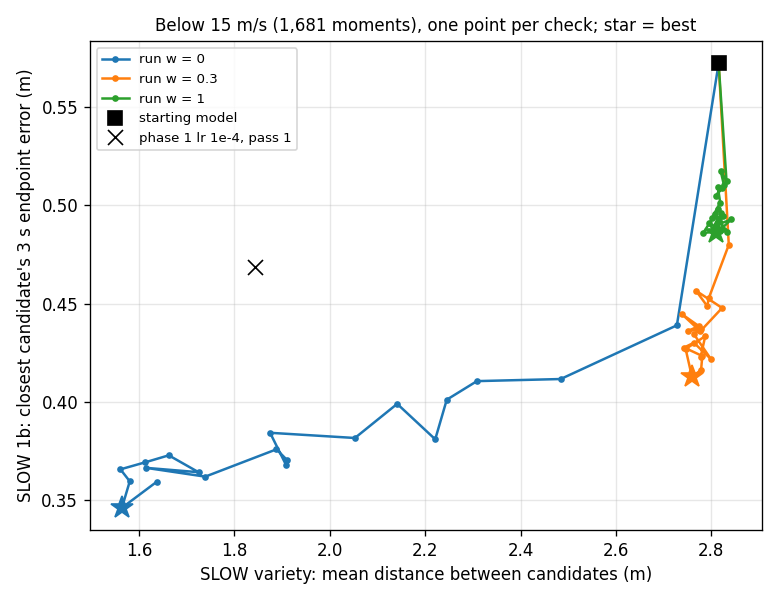 Below 15 m/s (1,681 moments), one point per check; star = best
SLOW 1b: closest candidate's 3 s endpoint error (m)
run w = 0
run w = 0.3
run w = 1
starting model
phase 1 lr 1e-4, pass 1
0.55
0.50
0.45
0.40
0.35
1.6 1.8 2.0 2.2 2.4 2.6 2.8
SLOW variety: mean distance between candidates (m)